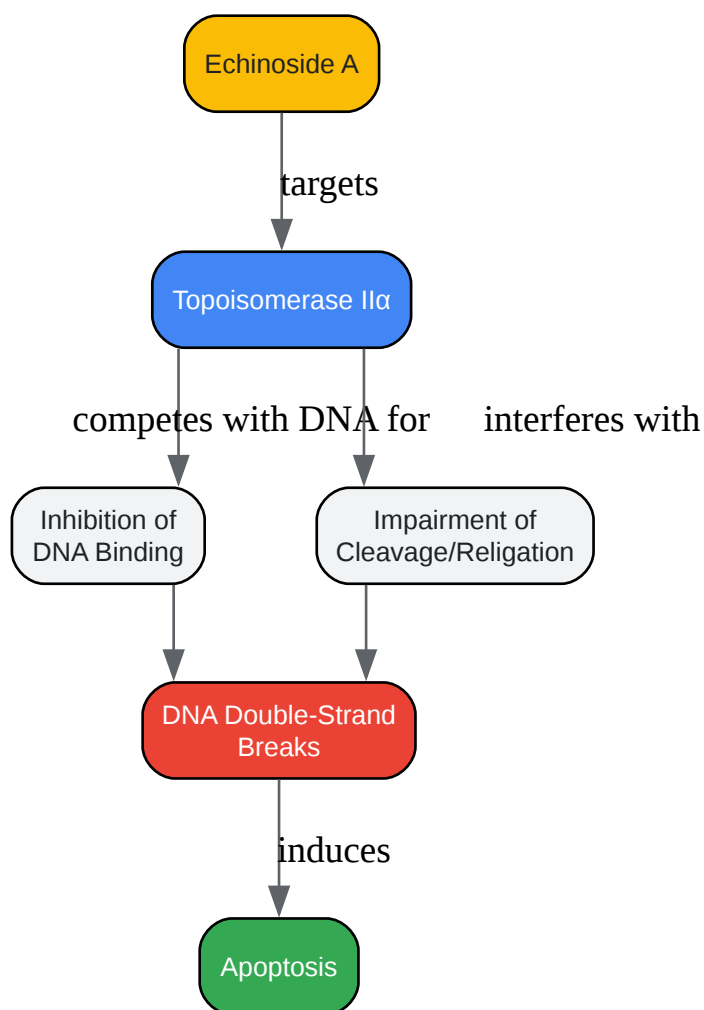 Echinoside A
targets
Topoisomerase IIα
competes with DNA for
interferes with
Inhibition of
DNA Binding
Impairment of
Cleavage/Religation
DNA Double-Strand
Breaks
induces
Apoptosis